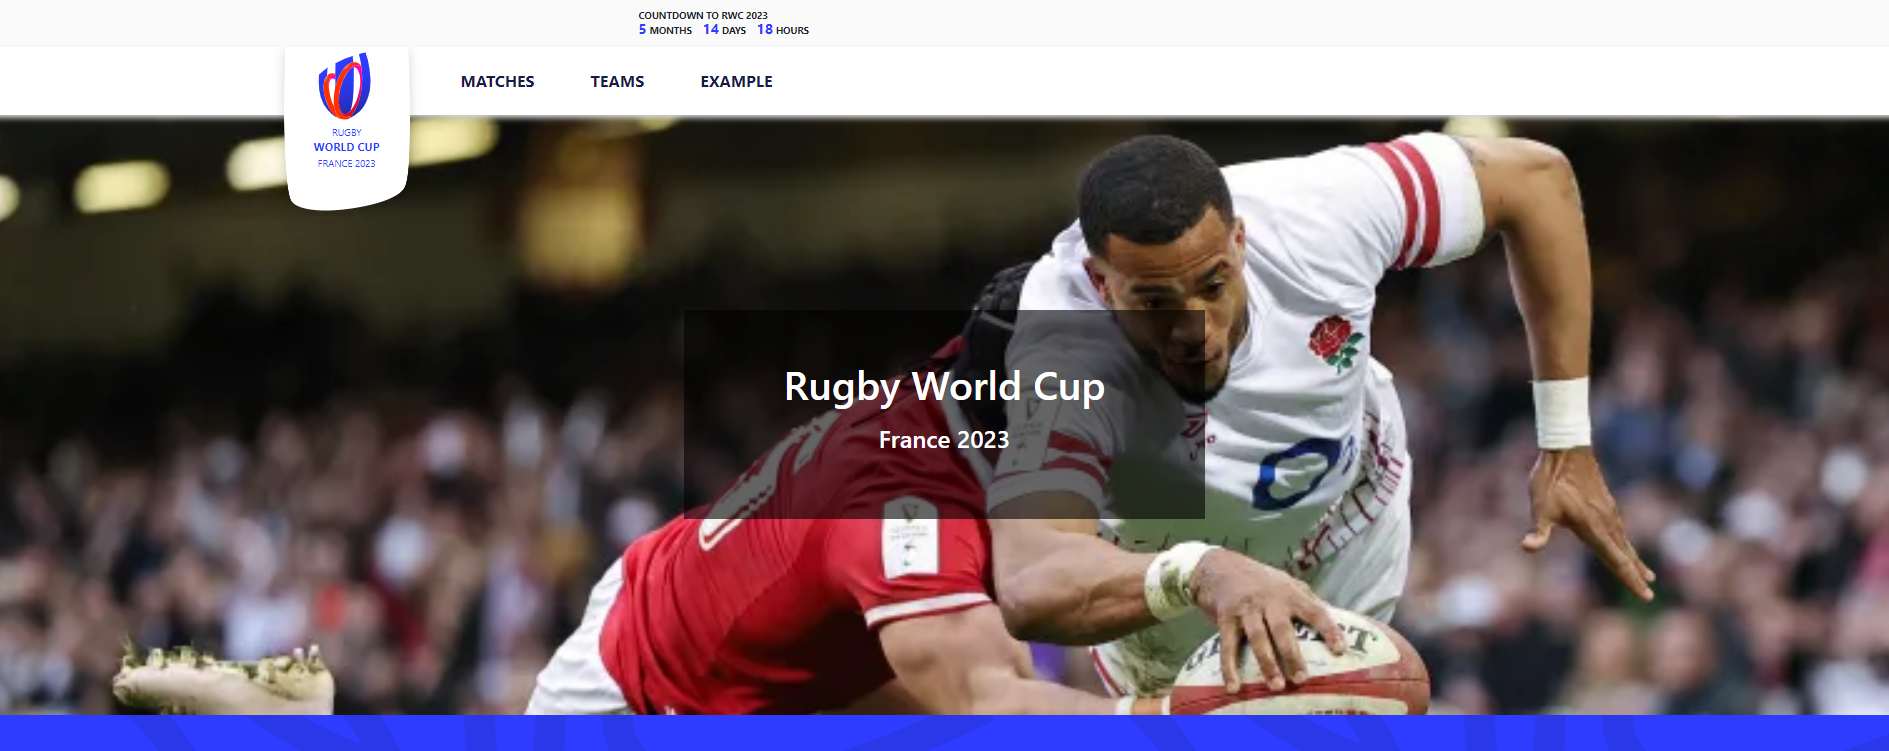 COUNTDOWN TO RWC 2023
5 MONTHS 14 DAYS 18 HOURS
MATCHES TEAMS EXAMPLE
RUGBY
WORLD CUP
FRANCE 2023
Rugby World Cup
France 2023